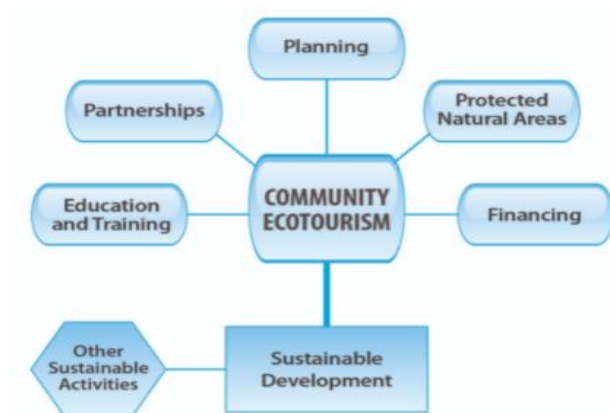 Planning
Partnerships
Protected
Natural Areas
COMMUNITY
ECOTOURISM
Education
and Training
Financing
Other
Sustainable
Activities
Sustainable
Development